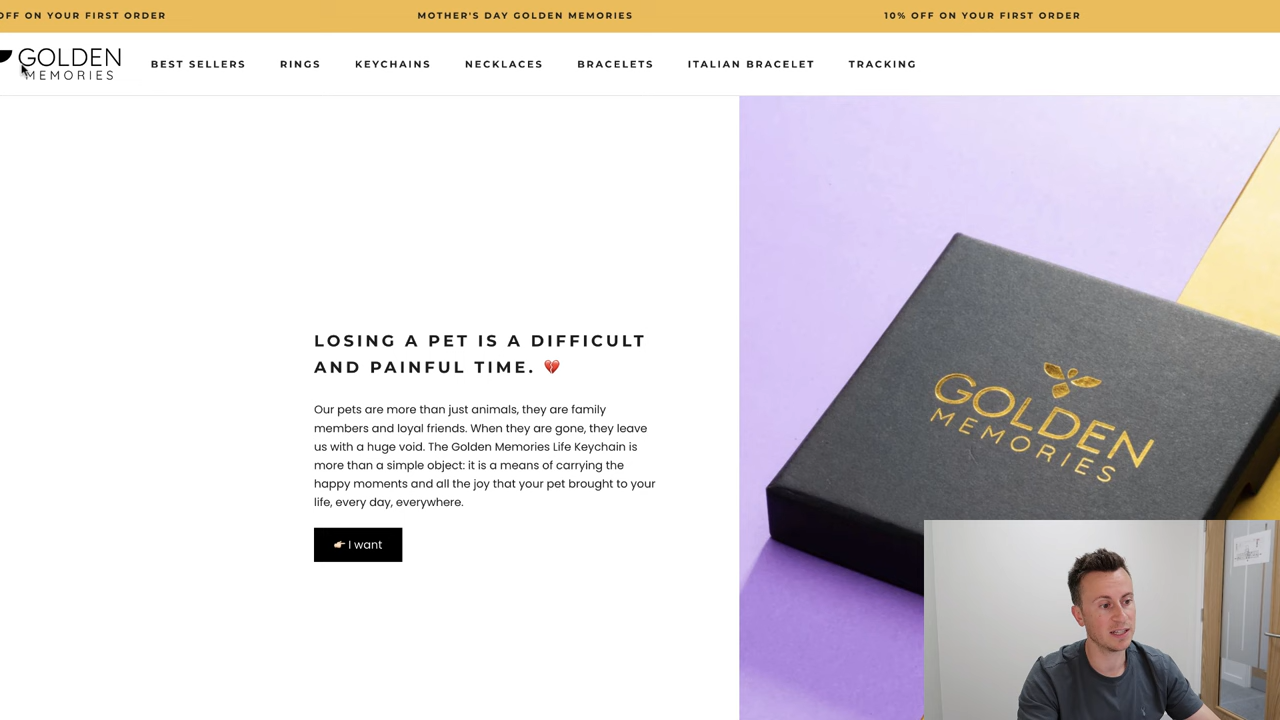 OFF ON YOUR FIRST ORDER
MOTHER'S DAY GOLDEN MEMORIES
10% OFF ON YOUR FIRST ORDER
GOLDEN
MEMORIES
BEST SELLERS
RINGS
KEYCHAINS
NECKLACES
BRACELETS
ITALIAN BRACELET
TRACKING
LOSING A PET IS A DIFFICULT
AND PAINFUL TIME. 💔
Our pets are more than just animals, they are family
members and loyal friends. When they are gone, they leave
us with a huge void. The Golden Memories Life Keychain is
more than a simple object: it is a means of carrying the
happy moments and all the joy that your pet brought to your
life, every day, everywhere.
👉🏻 I want
GOLDEN
MEMORIES